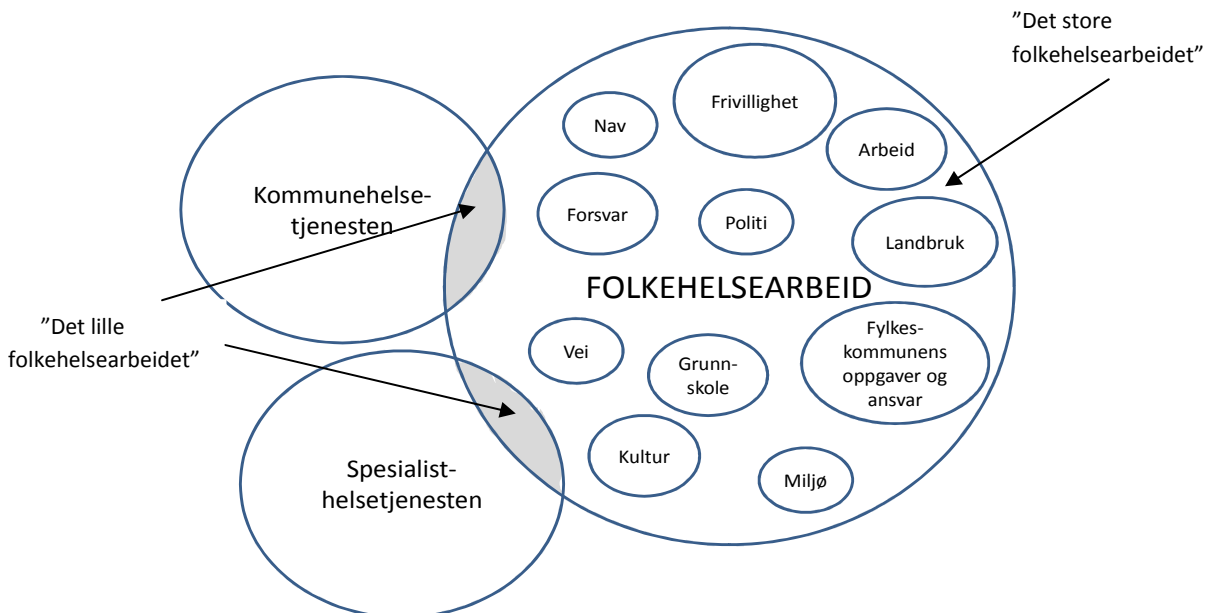 ”Det store
folkehelsearbeidet”
Frivillighet
Nav
Arbeid
Kommunehelse-
tjenesten
Forsvar
Politi
Landbruk
FOLKEHELSEARBEID
”Det lille
folkehelsearbeidet”
Vei
Grunn-
skole
Fylkes-
kommunens
oppgaver og
ansvar
Kultur
Miljø
Spesialist-
helsetjenesten